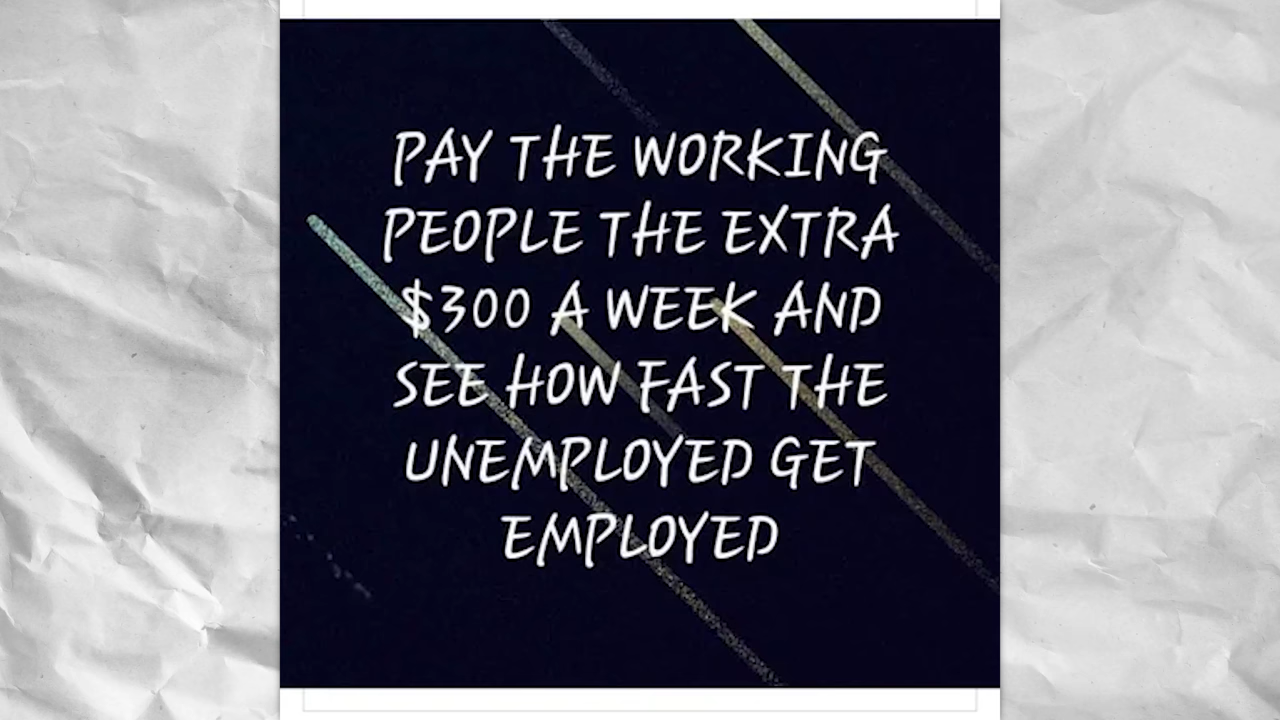 PAY THE WORKING
PEOPLE THE EXTRA
$300 A WEEK AND
SEE HOW FAST THE
UNEMPLOYED GET
EMPLOYED